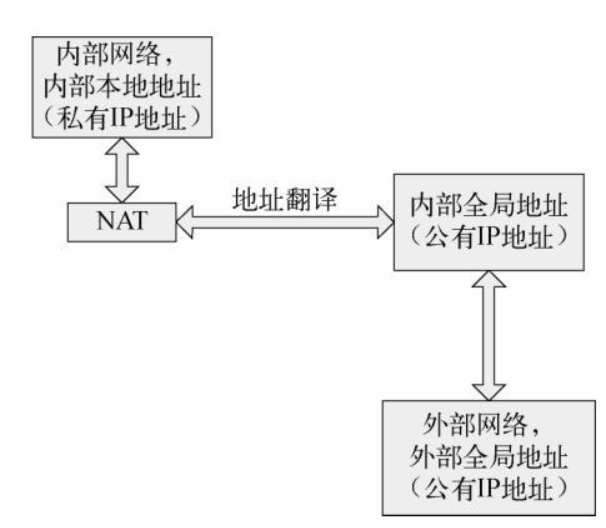 内部网络，
内部本地地址
（私有IP地址）
NAT
地址翻译
内部全局地址
（公有IP地址）
外部网络，
外部全局地址
（公有IP地址）